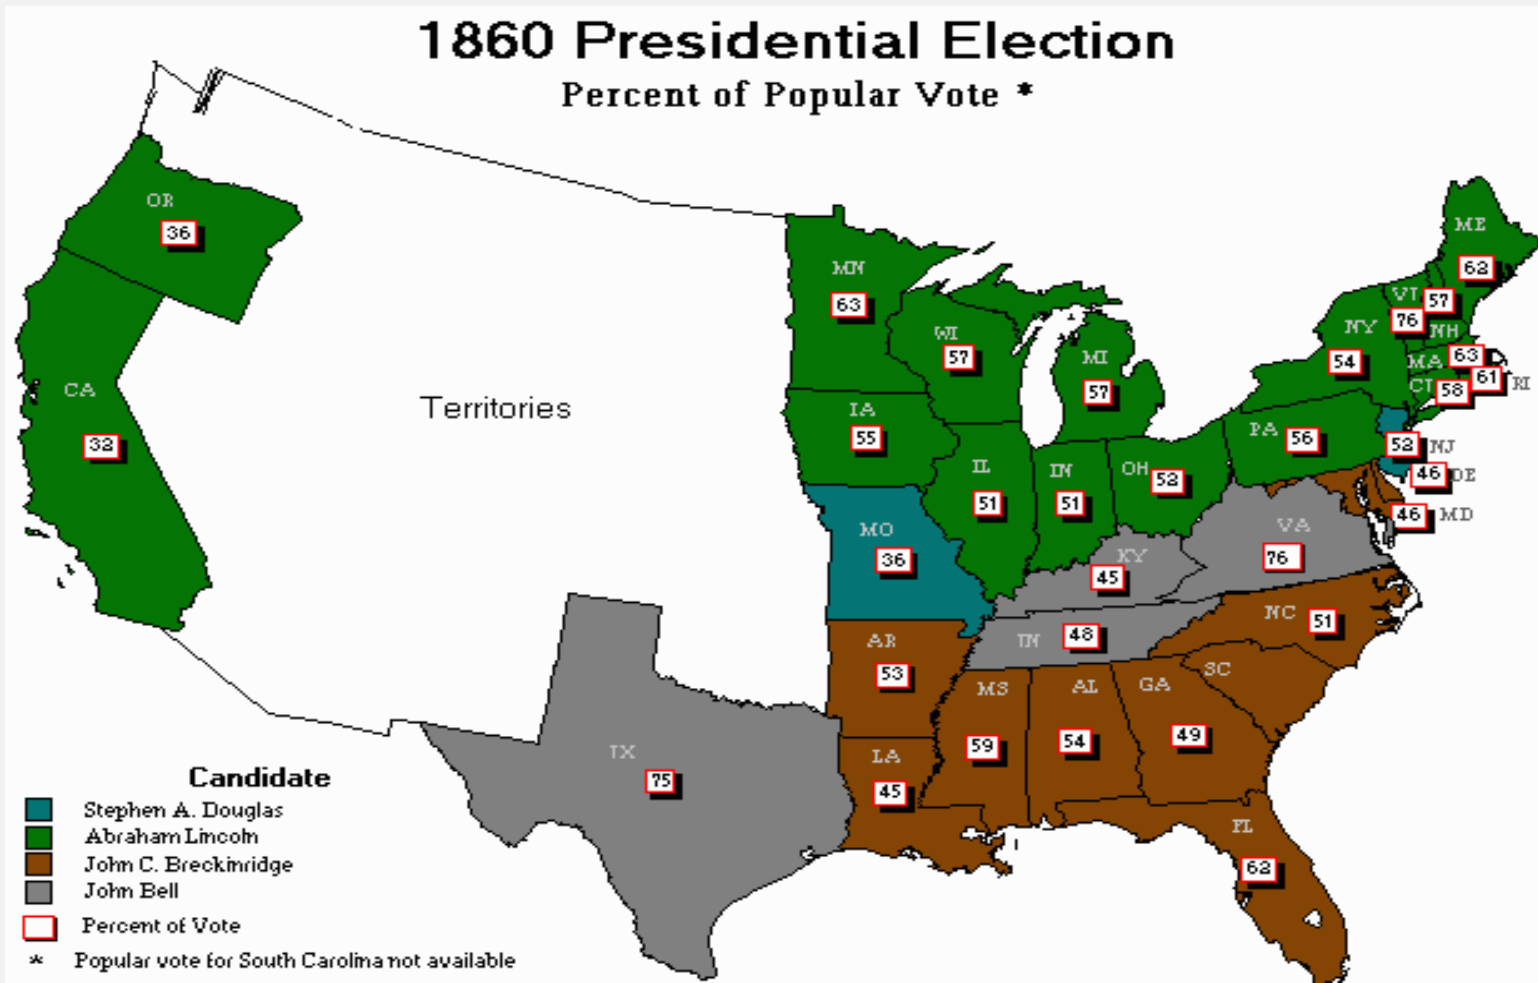 1860 Presidential Election
Percent of Popular Vote *
OR
36
CA
32
Territories
MN
63
WI
57
MI
57
IA
55
IL
51
IN
51
OH
52
PA
56
NY
54
VT
76
57
NH
ME
62
MA
63
CT
58
61
RI
52
NJ
46
DE
46
MD
MO
36
KY
45
VA
76
TN
48
NC
51
SC
AR
53
MS
59
AL
54
GA
49
LA
45
FL
62
TX
75
Candidate
Stephen A. Douglas
Abraham Lincoln
John C. Breckinridge
John Bell
Percent of Vote
* Popular vote for South Carolina not available